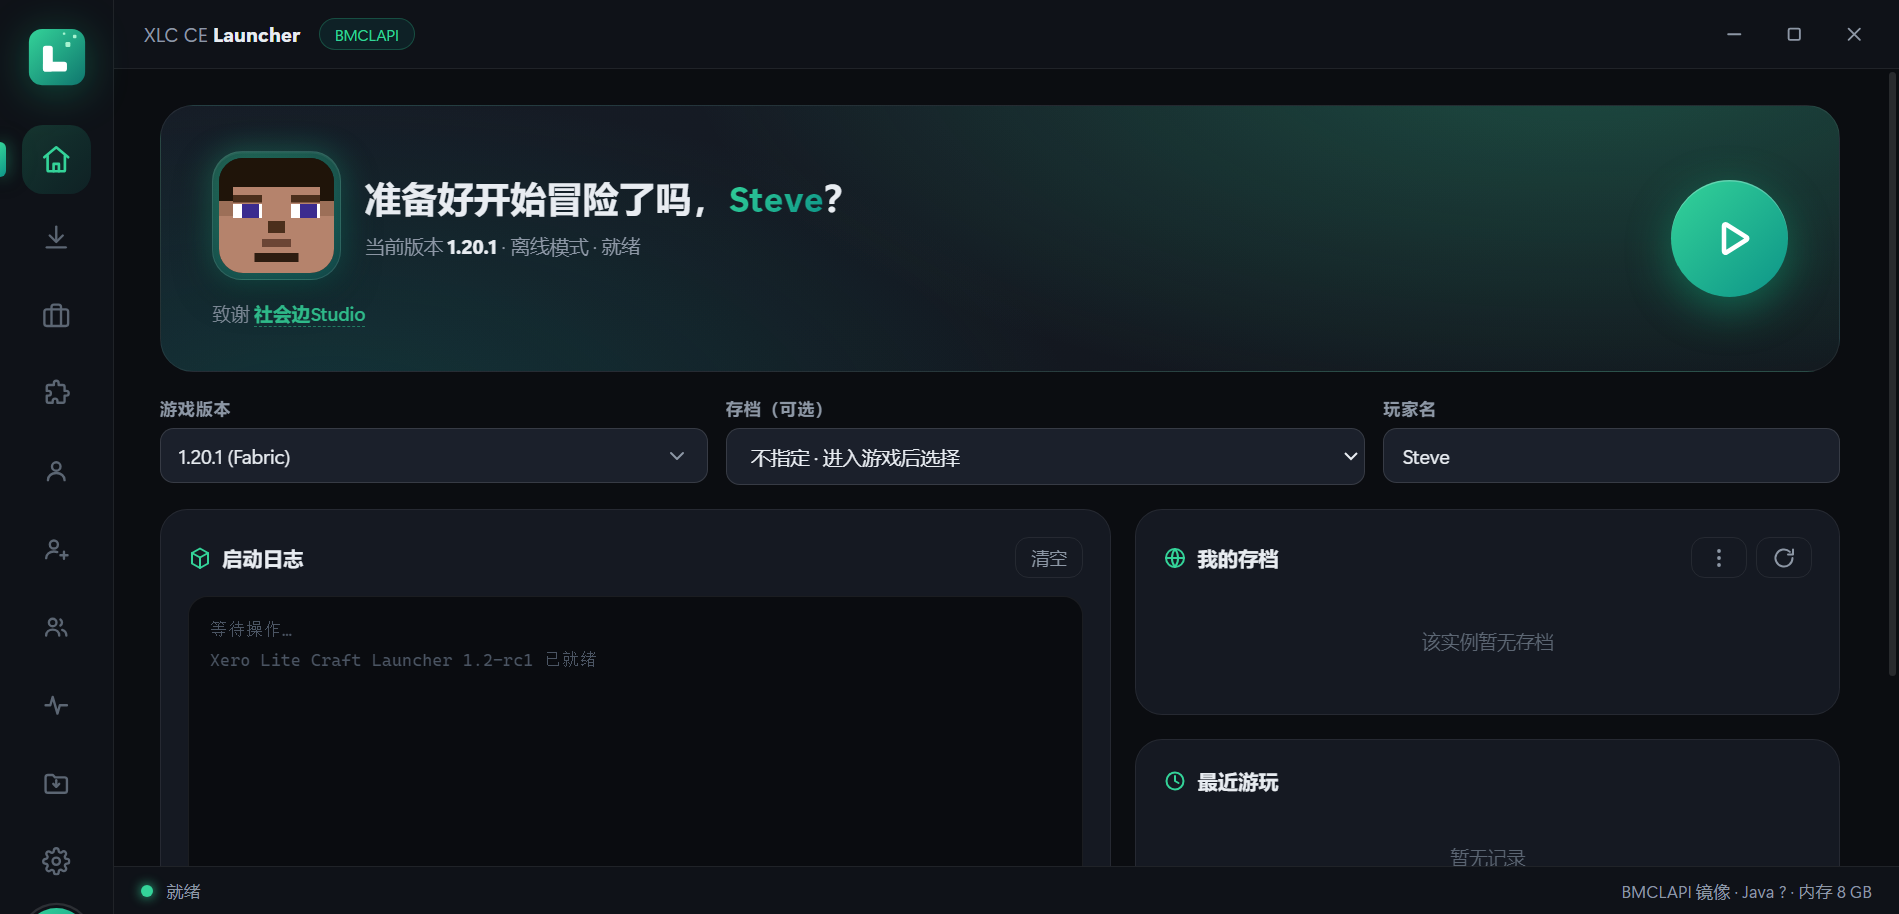 XLC CE Launcher
BMCLAPI
准备好开始冒险了吗，Steve？
当前版本 1.20.1 · 离线模式 · 就绪
致谢 社会边Studio
游戏版本
1.20.1 (Fabric)
存档（可选）
不指定 · 进入游戏后选择
玩家名
Steve
启动日志
清空
等待操作...
Xero Lite Craft Launcher 1.2-rc1 已就绪
我的存档
该实例暂无存档
最近游玩
暂无记录
就绪
BMCLAPI 镜像 · Java ? · 内存 8 GB